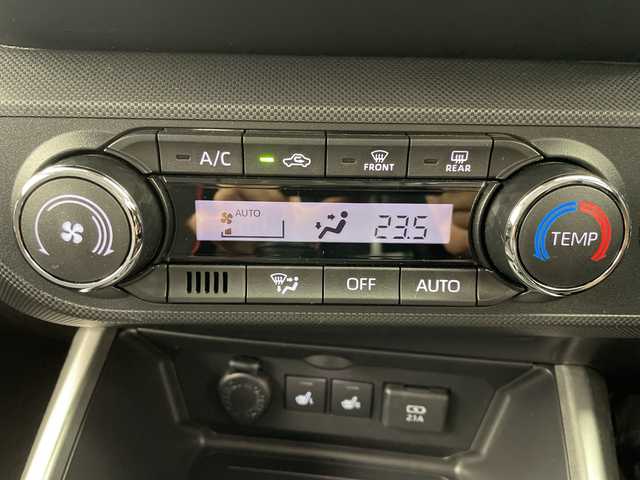 A/C
FRONT
REAR
AUTO
23.5
TEMP
OFF
AUTO
2.1A